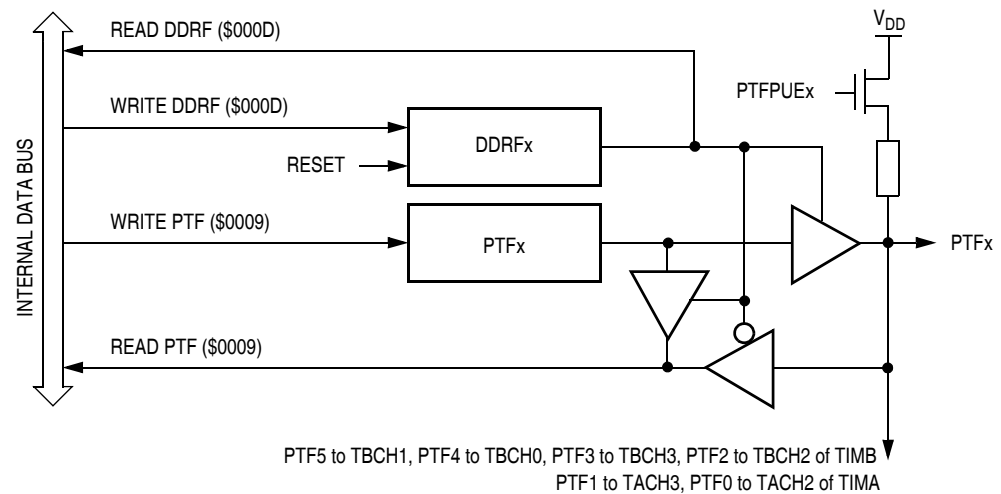 READ DDRF ($000D)
V_DD
PTFPUEx
WRITE DDRF ($000D)
DDRFx
RESET
WRITE PTF ($0009)
PTFx
PTFx
INTERNAL DATA BUS
READ PTF ($0009)
PTF5 to TBCH1, PTF4 to TBCH0, PTF3 to TBCH3, PTF2 to TBCH2 of TIMB
PTF1 to TACH3, PTF0 to TACH2 of TIMA